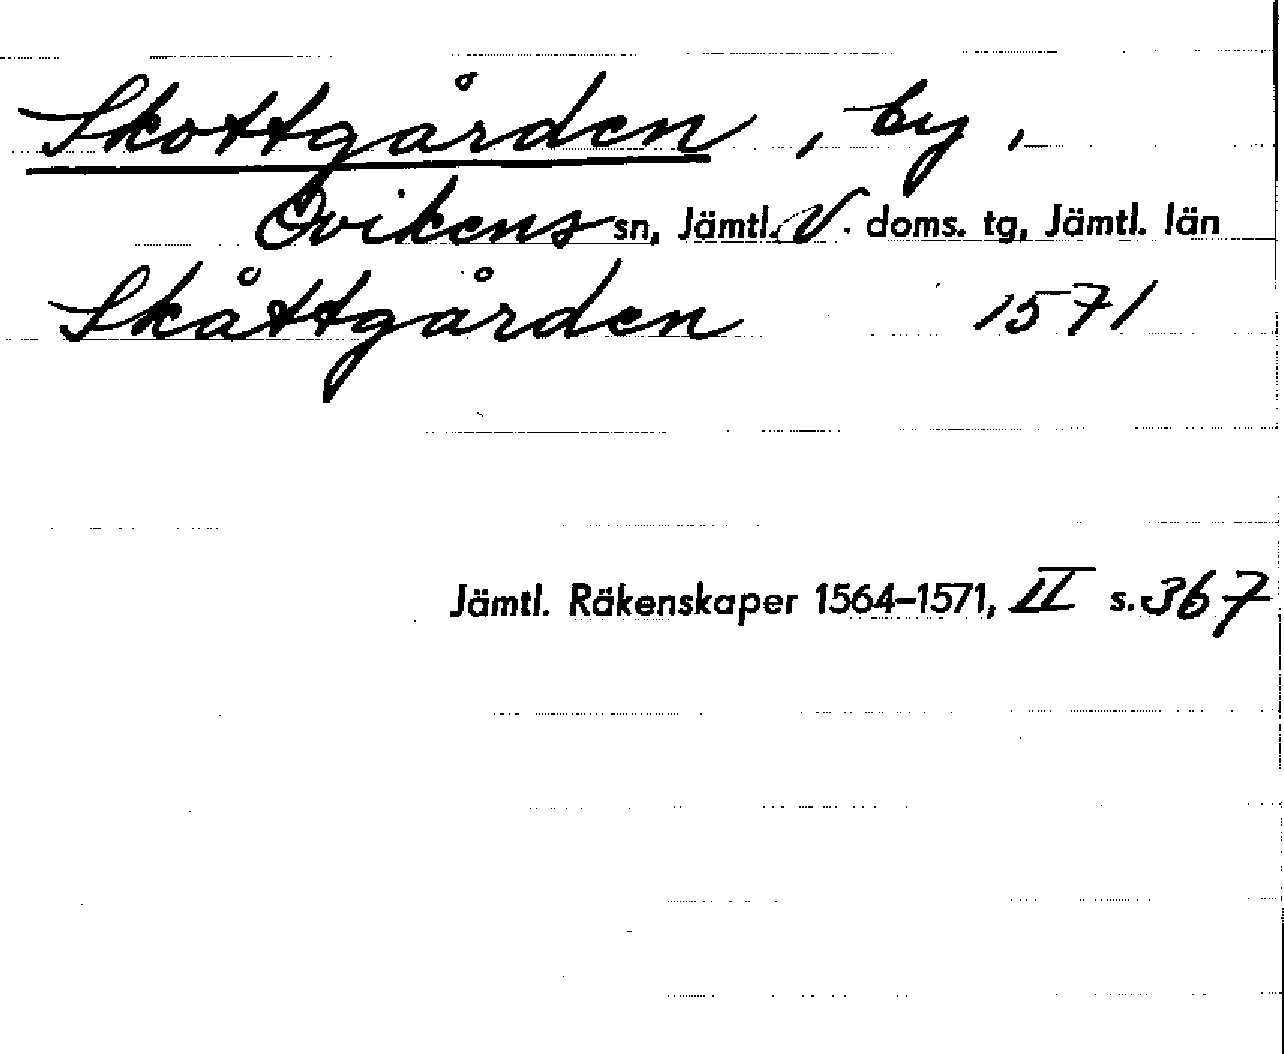 Skottgården, by,
Ovikens sn, Jämtl. V. doms. tg, Jämtl. län
Skåttgården 1571
Jämtl. Räkenskaper 1564-1571, II s. 367